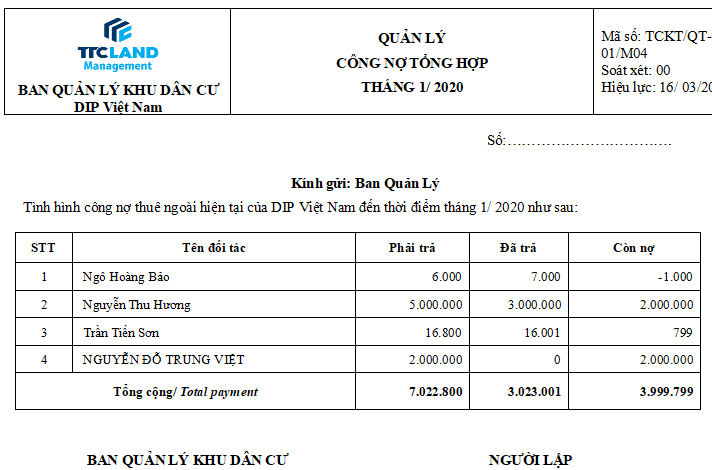 TTCLAND
Management
BAN QUẢN LÝ KHU DÂN CƯ
DIP Việt Nam
QUẢN LÝ
CÔNG NỢ TỔNG HỢP
THÁNG 1/ 2020
Mã số: TCKT/QT-
01/M04
Soát xét: 00
Hiệu lực: 16/ 03/20
Số:……………………………
Kính gửi: Ban Quản Lý
Tình hình công nợ thuê ngoài hiện tại của DIP Việt Nam đến thời điểm tháng 1/ 2020 như sau:
STT Tên đối tác Phải trả Đã trả Còn nợ
1 Ngô Hoàng Bảo 6.000 7.000 -1.000
2 Nguyễn Thu Hương 5.000.000 3.000.000 2.000.000
3 Trần Tiến Sơn 16.800 16.001 799
4 NGUYỄN ĐỖ TRUNG VIỆT 2.000.000 0 2.000.000
Tổng cộng/ Total payment 7.022.800 3.023.001 3.999.799
BAN QUẢN LÝ KHU DÂN CƯ NGƯỜI LẬP